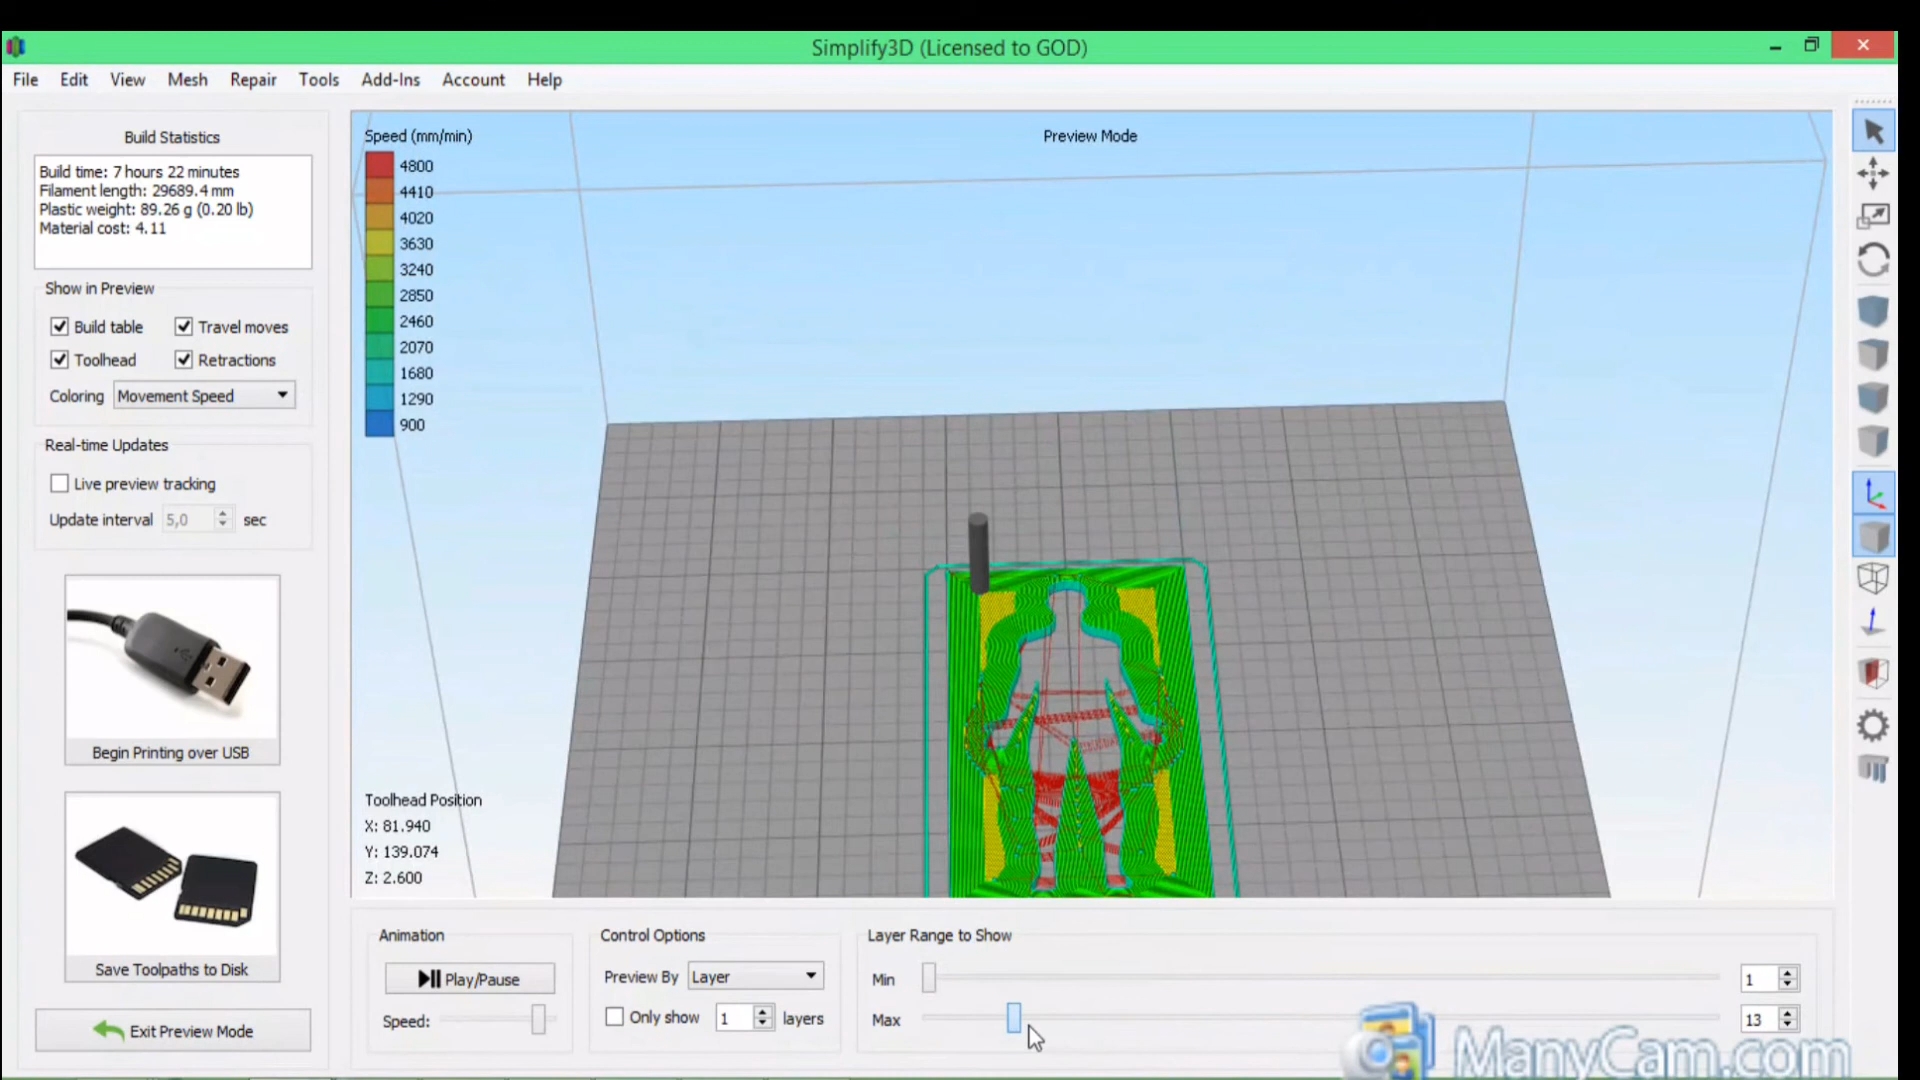 Simplify3D (Licensed to GOD)
File Edit View Mesh Repair Tools Add-Ins Account Help
Build Statistics
Build time: 7 hours 22 minutes
Filament length: 29689.4 mm
Plastic weight: 89.26 g (0.20 lb)
Material cost: 4.11
Show in Preview
Build table Travel moves
Toolhead Retractions
Coloring Movement Speed
Real-time Updates
Live preview tracking
Update interval 5,0 sec
Begin Printing over USB
Save Toolpaths to Disk
Exit Preview Mode
Speed (mm/min)
Preview Mode
4800
4410
4020
3630
3240
2850
2460
2070
1680
1290
900
Toolhead Position
X: 81.940
Y: 139.074
Z: 2.600
Animation
Play/Pause
Speed:
Control Options
Preview By Layer
Only show 1 layers
Layer Range to Show
Min 1
Max 13
ManyCam.com